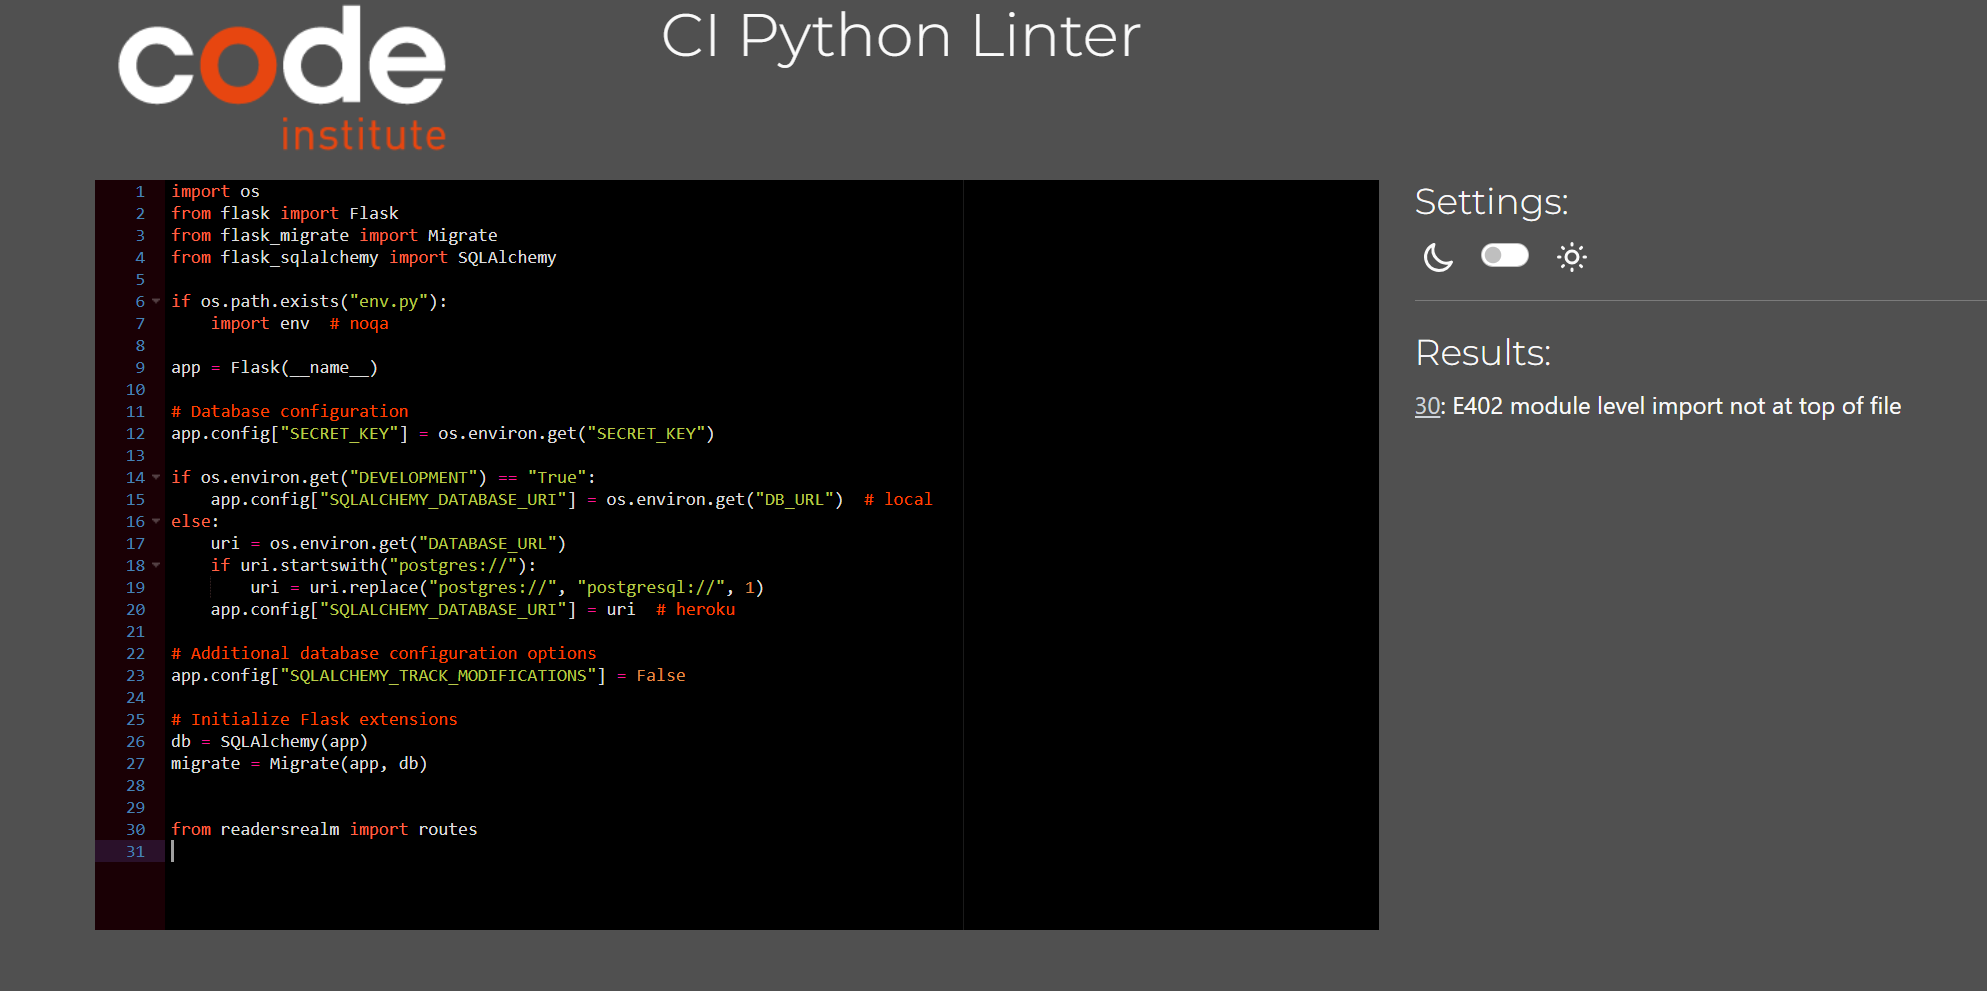 code
institute
CI Python Linter
1 import os
2 from flask import Flask
3 from flask_migrate import Migrate
4 from flask_sqlalchemy import SQLAlchemy
5
6 if os.path.exists("env.py"):
7     import env  # noqa
8
9 app = Flask(__name__)
10
11 # Database configuration
12 app.config["SECRET_KEY"] = os.environ.get("SECRET_KEY")
13
14 if os.environ.get("DEVELOPMENT") == "True":
15     app.config["SQLALCHEMY_DATABASE_URI"] = os.environ.get("DB_URL")  # local
16 else:
17     uri = os.environ.get("DATABASE_URL")
18     if uri.startswith("postgres://"):
19         uri = uri.replace("postgres://", "postgresql://", 1)
20     app.config["SQLALCHEMY_DATABASE_URI"] = uri  # heroku
21
22 # Additional database configuration options
23 app.config["SQLALCHEMY_TRACK_MODIFICATIONS"] = False
24
25 # Initialize Flask extensions
26 db = SQLAlchemy(app)
27 migrate = Migrate(app, db)
28
29
30 from readersrealm import routes
31
Settings:
Results:
30: E402 module level import not at top of file